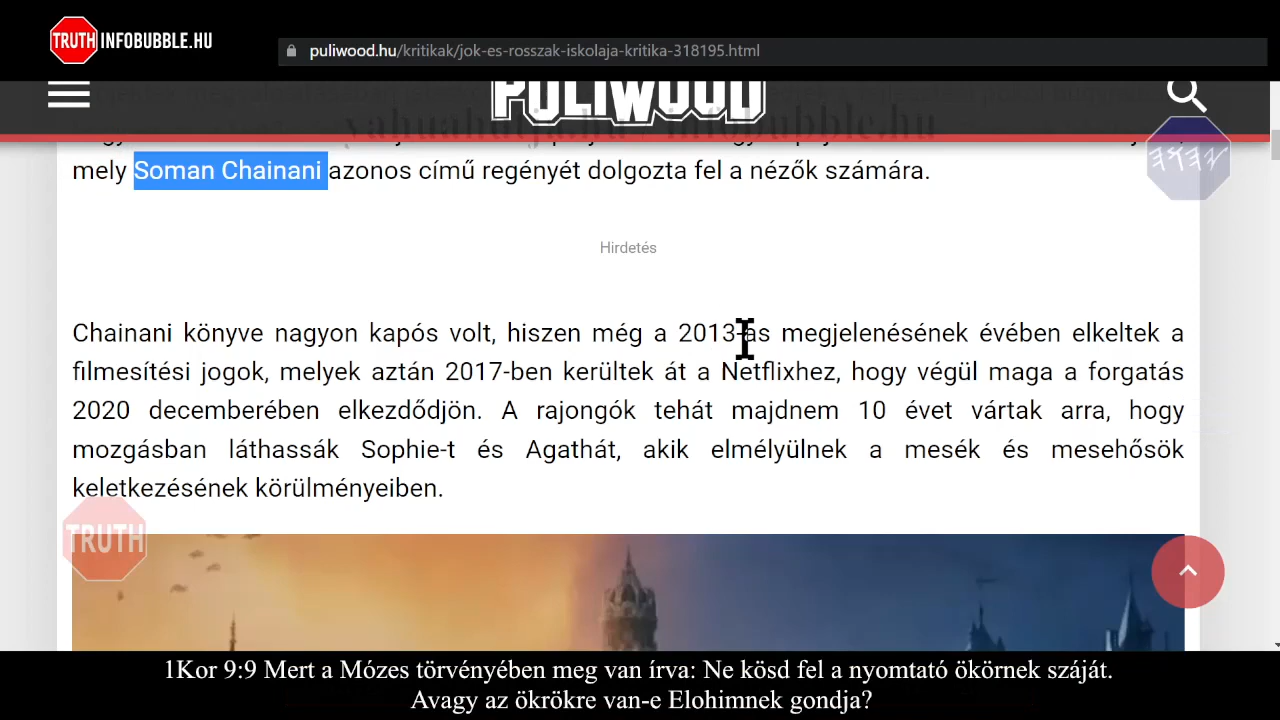 TRUTH INFOBUBBLE.HU
puliwood.hu/kritikak/jok-es-rosszak-iskolaja-kritika-318195.html
PULIWOOD
yahuahutja.hu infobubble.hu
mely Soman Chainani azonos című regényét dolgozta fel a nézők számára.
Hirdetés
Chainani könyve nagyon kapós volt, hiszen még a 2013-as megjelenésének évében elkeltek a
filmesítési jogok, melyek aztán 2017-ben kerültek át a Netflixhez, hogy végül maga a forgatás
2020 decemberében elkezdődjön. A rajongók tehát majdnem 10 évet vártak arra, hogy
mozgásban láthassák Sophie-t és Agathát, akik elmélyülnek a mesék és mesehősök
keletkezésének körülményeiben.
TRUTH
1Kor 9:9 Mert a Mózes törvényében meg van írva: Ne kösd fel a nyomtató ökörnek száját.
Avagy az ökrökre van-e Elohimnek gondja?